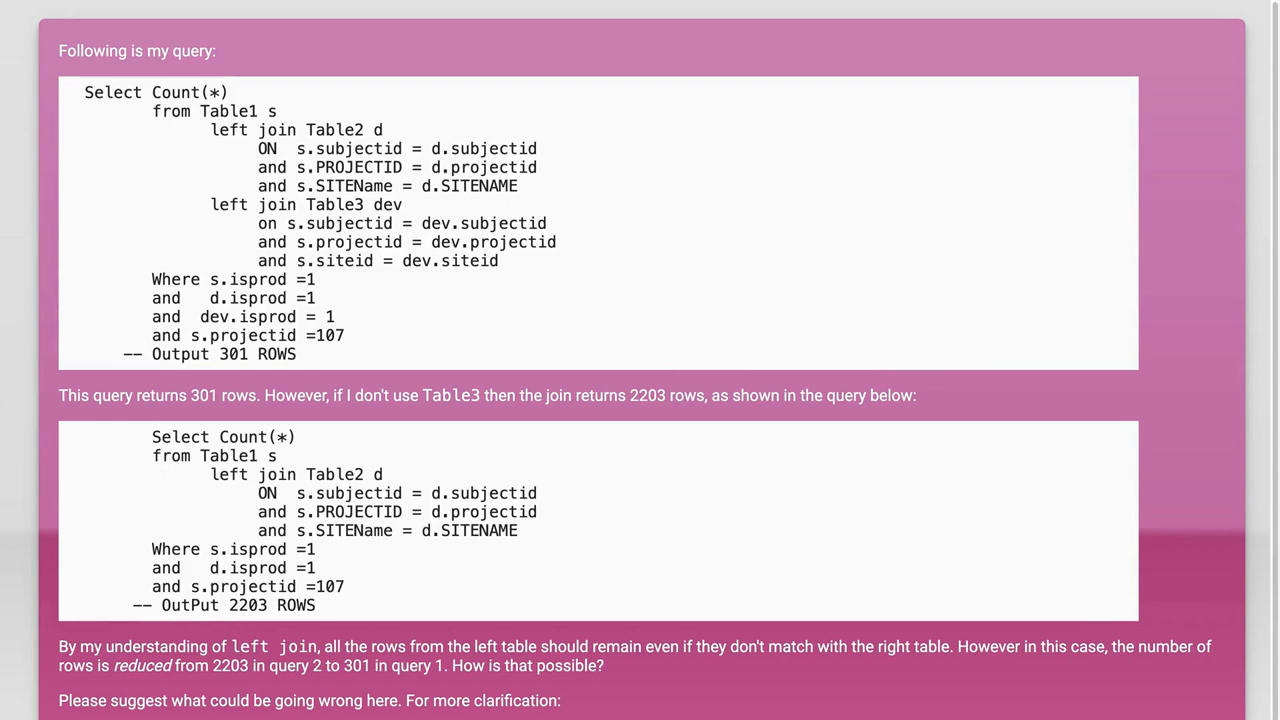 Following is my query:
Select Count(*)
from Table1 s
left join Table2 d
ON  s.subjectid = d.subjectid
and s.PROJECTID = d.projectid
and s.SITEName = d.SITENAME
left join Table3 dev
on s.subjectid = dev.subjectid
and s.projectid = dev.projectid
and s.siteid = dev.siteid
Where s.isprod =1
and   d.isprod =1
and  dev.isprod = 1
and s.projectid =107
-- Output 301 ROWS
This query returns 301 rows. However, if I don't use Table3 then the join returns 2203 rows, as shown in the query below:
Select Count(*)
from Table1 s
left join Table2 d
ON  s.subjectid = d.subjectid
and s.PROJECTID = d.projectid
and s.SITEName = d.SITENAME
Where s.isprod =1
and   d.isprod =1
and s.projectid =107
-- OutPut 2203 ROWS
By my understanding of left join, all the rows from the left table should remain even if they don't match with the right table. However in this case, the number of
rows is reduced from 2203 in query 2 to 301 in query 1. How is that possible?
Please suggest what could be going wrong here. For more clarification: